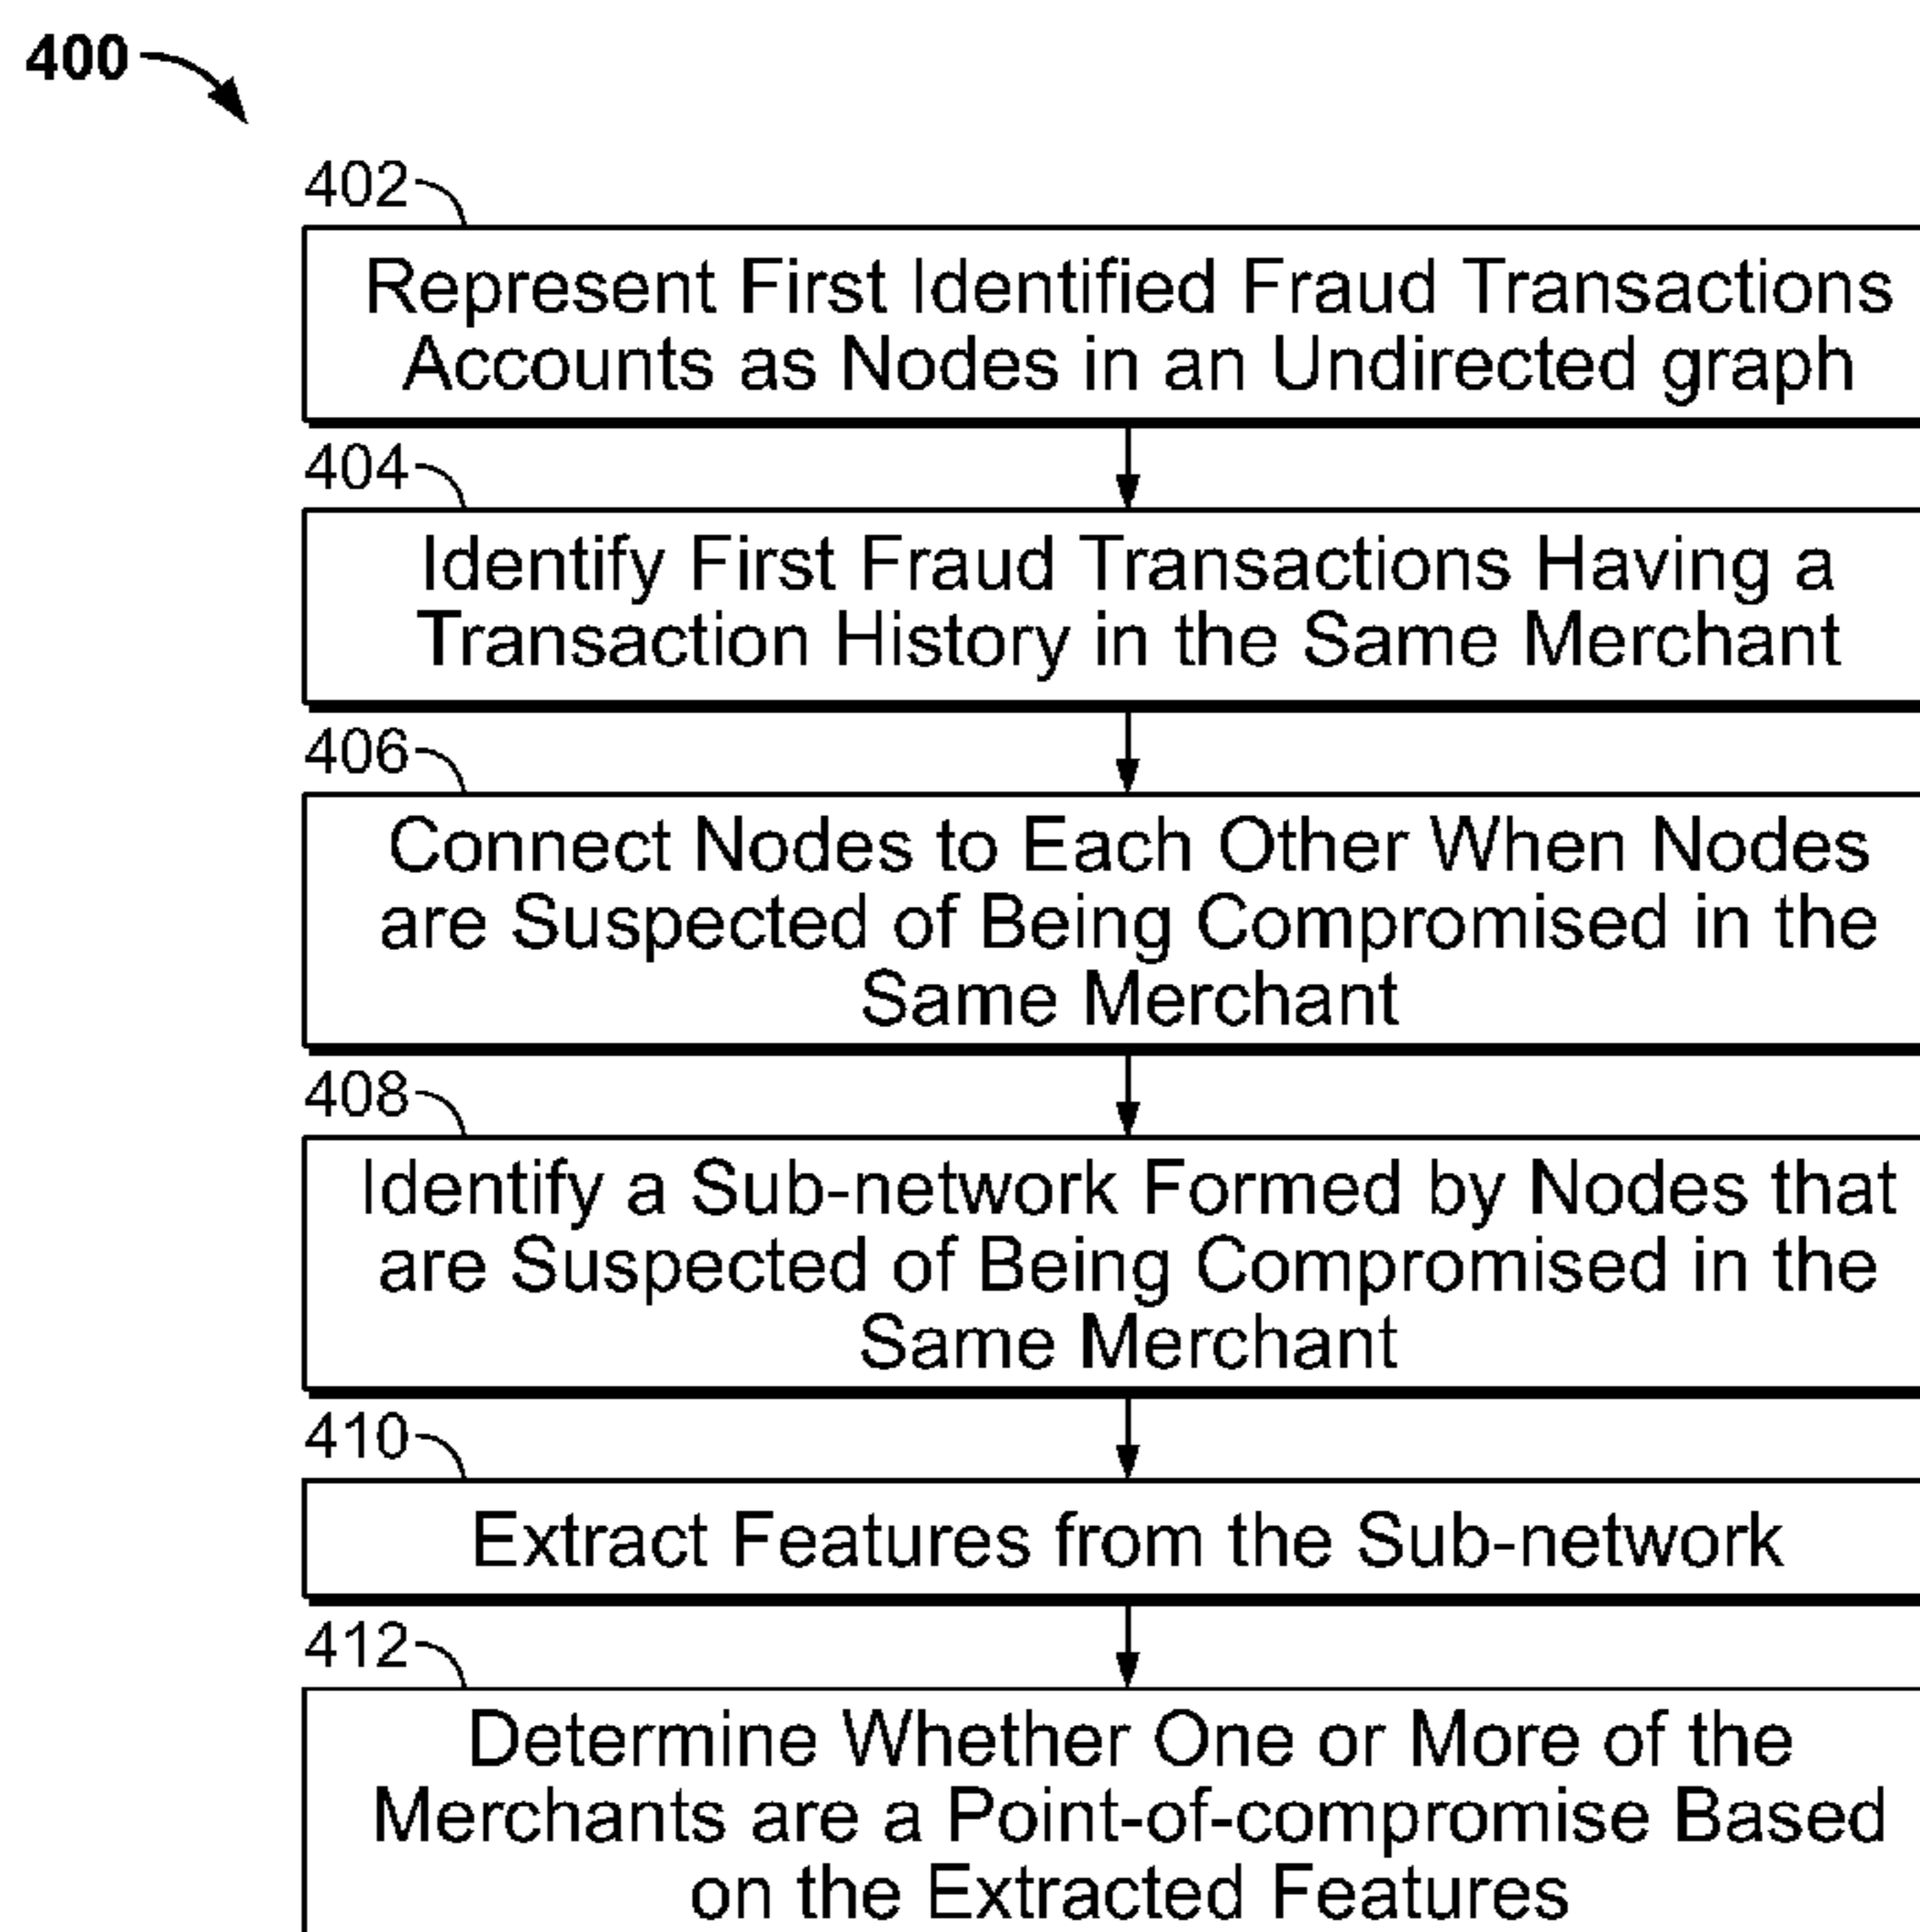 400
402
Represent First Identified Fraud Transactions
Accounts as Nodes in an Undirected graph
404
Identify First Fraud Transactions Having a
Transaction History in the Same Merchant
406
Connect Nodes to Each Other When Nodes
are Suspected of Being Compromised in the
Same Merchant
408
Identify a Sub-network Formed by Nodes that
are Suspected of Being Compromised in the
Same Merchant
410
Extract Features from the Sub-network
412
Determine Whether One or More of the
Merchants are a Point-of-compromise Based
on the Extracted Features